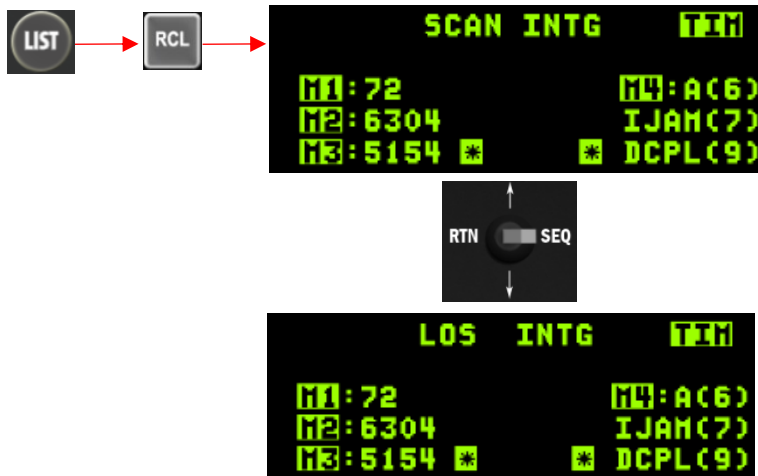 LIST
RCL
SCAN INTG TIM
M1:72 M4:A(6)
M2:6304 IJAM(7)
M3:5154 * * DCPL(9)
RTN SEQ
LOS INTG TIM
M1:72 M4:A(6)
M2:6304 IJAM(7)
M3:5154 * * DCPL(9)